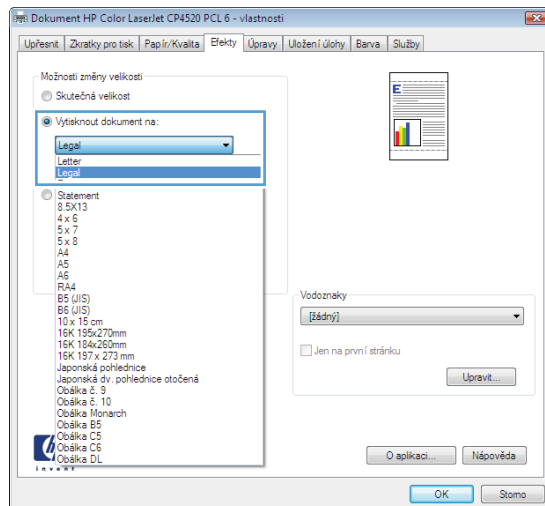 Dokument HP Color LaserJet CP4520 PCL 6 - vlastnosti
Upřesnit Zkratky pro tisk Papír/Kvalita Efekty Úpravy Uložení úlohy Barva Služby
Možnosti změny velikosti
Skutečná velikost
Vytisknout dokument na:
Legal
Letter
Legal
Statement
8.5X13
4 x 6
5 x 7
5 x 8
A4
A5
A6
RA4
B5 (JIS)
B6 (JIS)
10 x 15 cm
16K 195x270mm
16K 184x260 mm
16K 197 x 273 mm
Japonská pohlednice
Japonská dv. pohlednice otočená
Obálka č. 9
Obálka č. 10
Obálka Monarch
Obálka B5
Obálka C5
Obálka C6
Obálka DL
E
Vodoznaky
[žádný]
Jen na první stránku
Upravit...
invent
O aplikaci... Nápověda
OK Storno